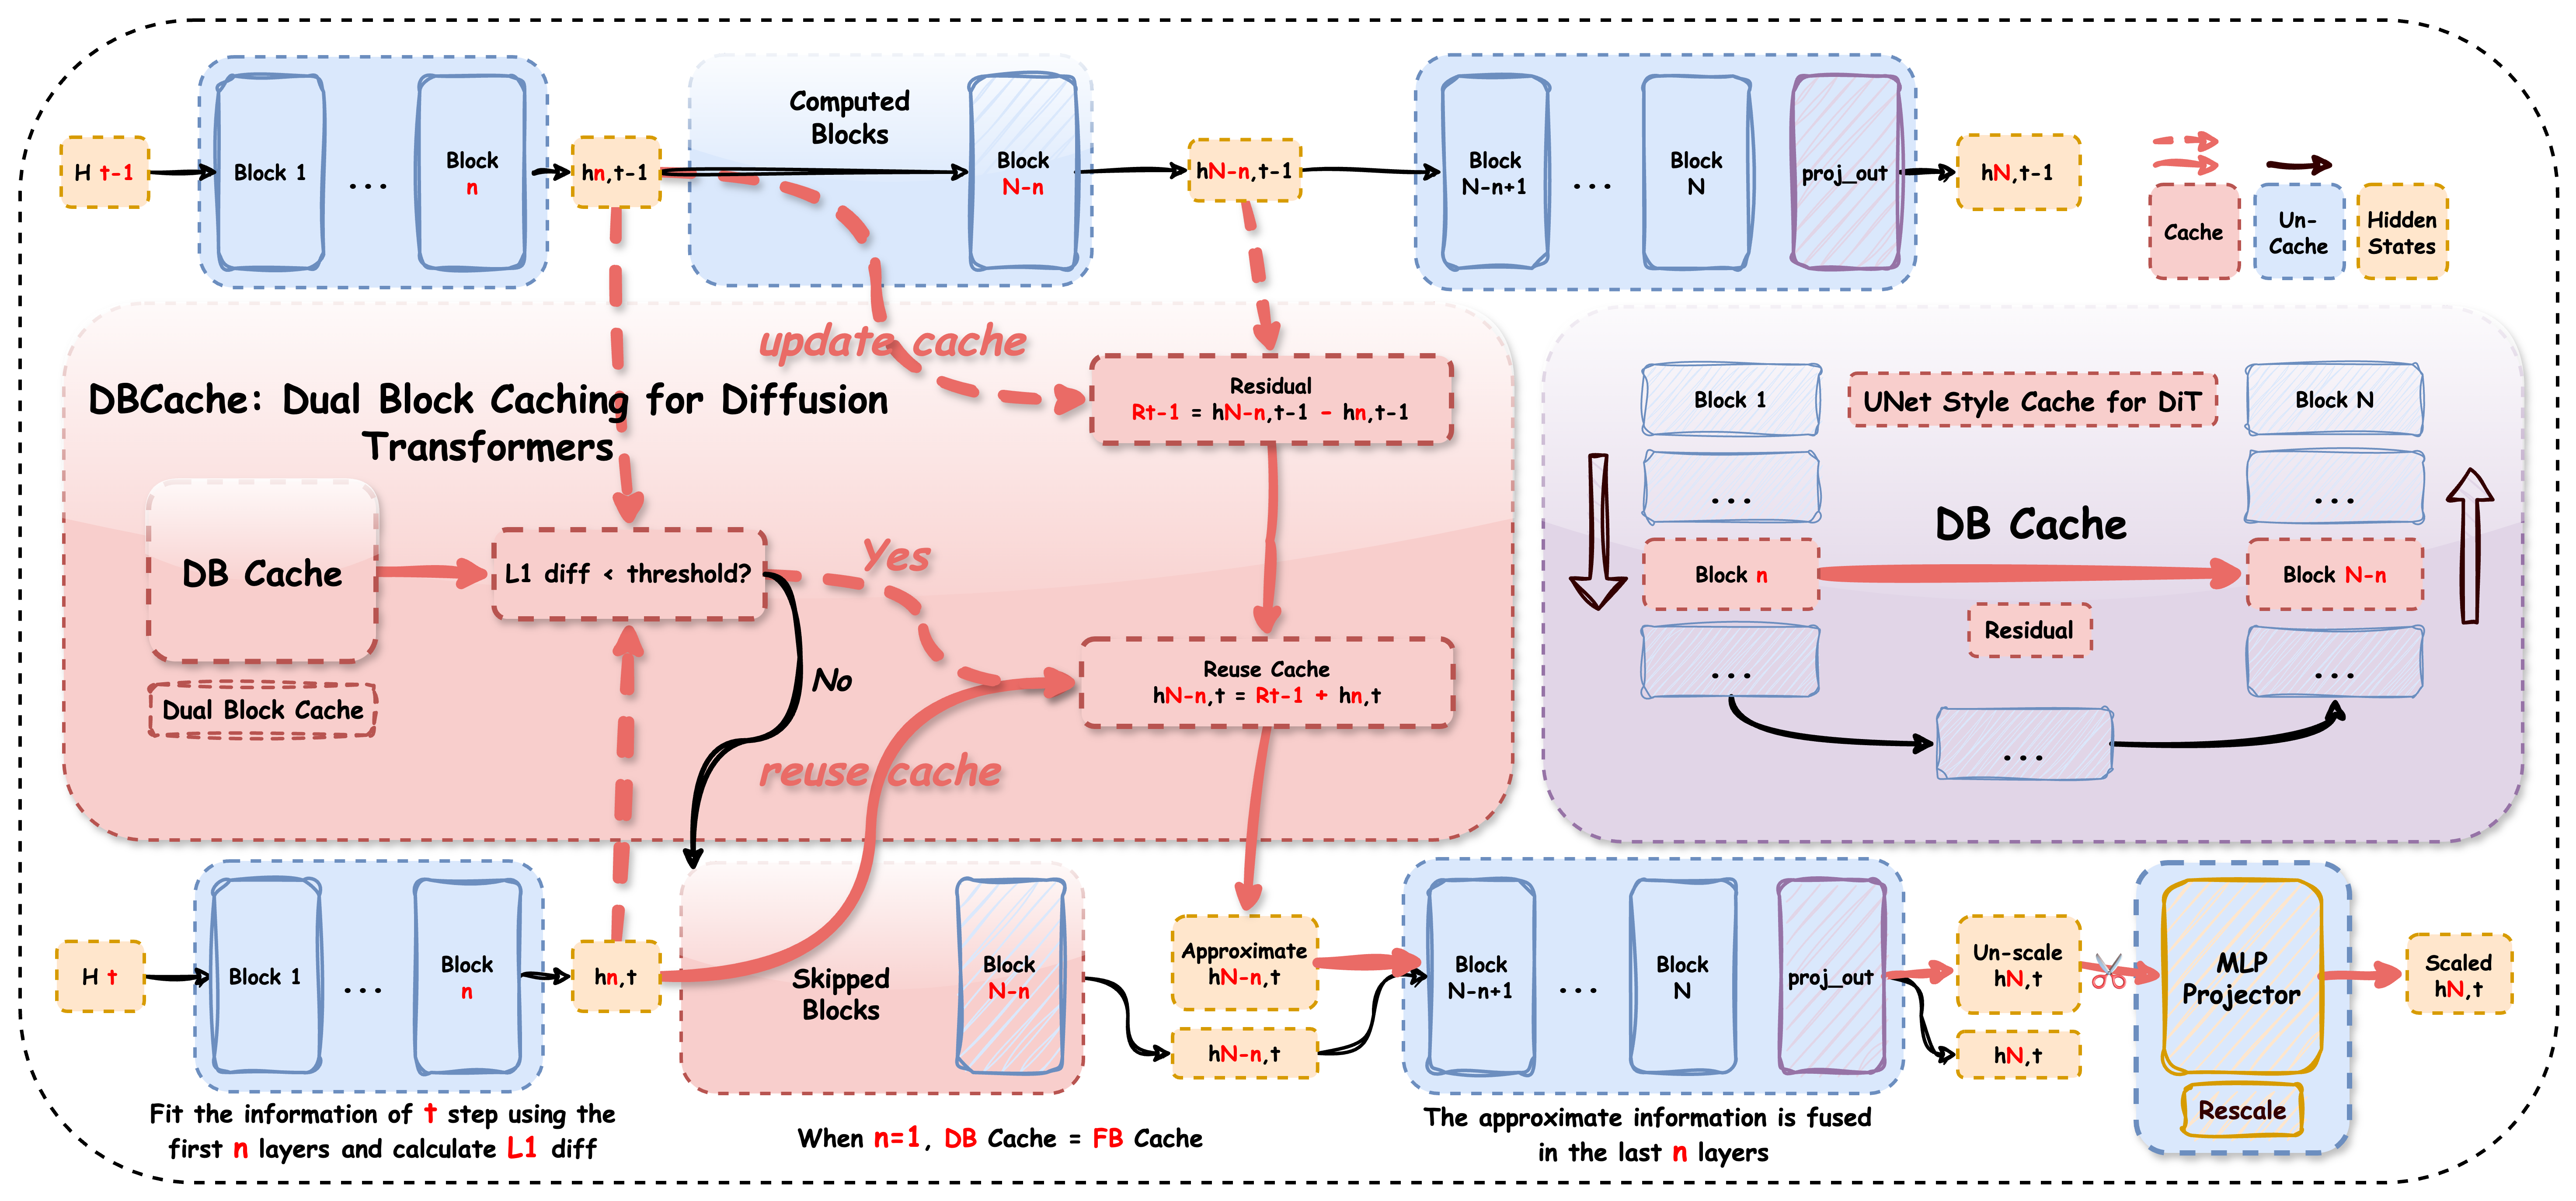 H t-1
Block 1
...
Block
n
hn,t-1
Computed
Blocks
Block
N-n
hN-n,t-1
Block
N-n+1
...
Block
N
proj_out
hN,t-1
Cache
Un-
Cache
Hidden
States
update cache
DBCache: Dual Block Caching for Diffusion
Transformers
Residual
Rt-1 = hN-n,t-1 - hn,t-1
DB Cache
Dual Block Cache
L1 diff < threshold?
Yes
No
Reuse Cache
hN-n,t = Rt-1 + hn,t
reuse cache
Block 1
UNet Style Cache for DiT
Block N
...
...
DB Cache
Block n
Block N-n
Residual
...
...
...
H t
Block 1
...
Block
n
hn,t
Skipped
Blocks
Block
N-n
Approximate
hN-n,t
hN-n,t
Block
N-n+1
...
Block
N
proj_out
Un-scale
hN,t
hN,t
MLP
Projector
Rescale
Scaled
hN,t
Fit the information of t step using the
first n layers and calculate L1 diff
When n=1, DB Cache = FB Cache
The approximate information is fused
in the last n layers